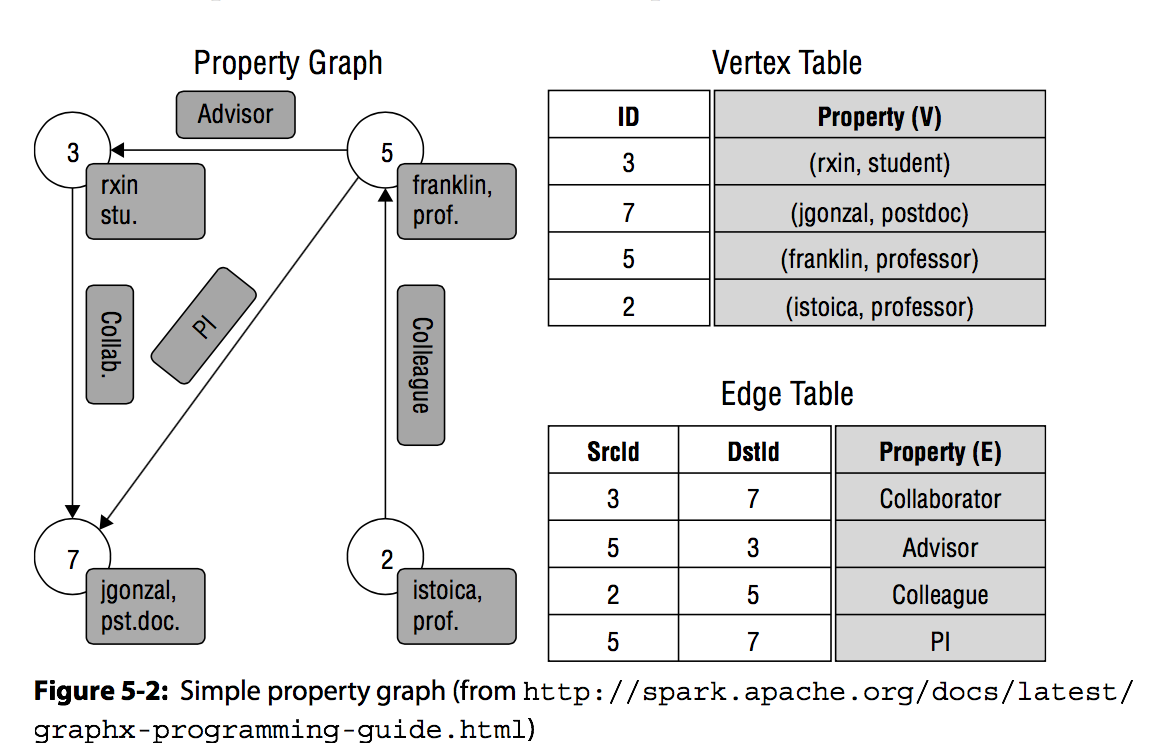 Property Graph
Advisor
3
5
rxin
stu.
franklin,
prof.
Collab.
PI
Colleague
7
2
jgonzal,
pst.doc.
istoica,
prof.
Vertex Table
ID Property (V)
3 (rxin, student)
7 (jgonzal, postdoc)
5 (franklin, professor)
2 (istoica, professor)
Edge Table
SrcId DstId Property (E)
3 7 Collaborator
5 3 Advisor
2 5 Colleague
5 7 PI
Figure 5-2: Simple property graph (from http://spark.apache.org/docs/latest/
graphx-programming-guide.html)